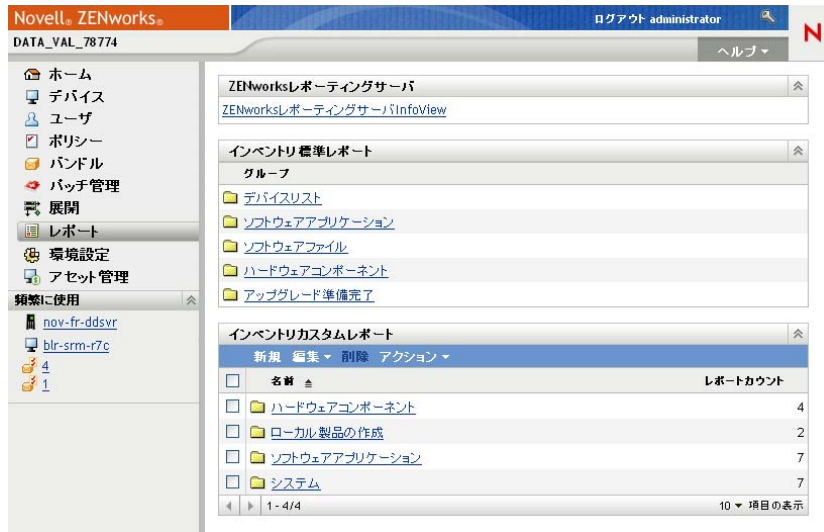 Novell® ZENworks®
ログアウト administrator
DATA_VAL_78774
N
ヘルプ
ホーム
デバイス
ユーザ
ポリシー
バンドル
パッチ管理
展開
レポート
環境設定
アセット管理
頻繁に使用
nov-fr-ddsvr
blr-srm-r7c
4
1
ZENworksレポーティングサーバ
ZENworksレポーティングサーバInfoView
インベントリ標準レポート
グループ
デバイスリスト
ソフトウェアアプリケーション
ソフトウェアファイル
ハードウェアコンポーネント
アップグレード準備完了
インベントリカスタムレポート
新規 編集 削除 アクション
名前 レポートカウント
ハードウェアコンポーネント 4
ローカル製品の作成 2
ソフトウェアアプリケーション 7
システム 7
1 - 4/4 10 項目の表示